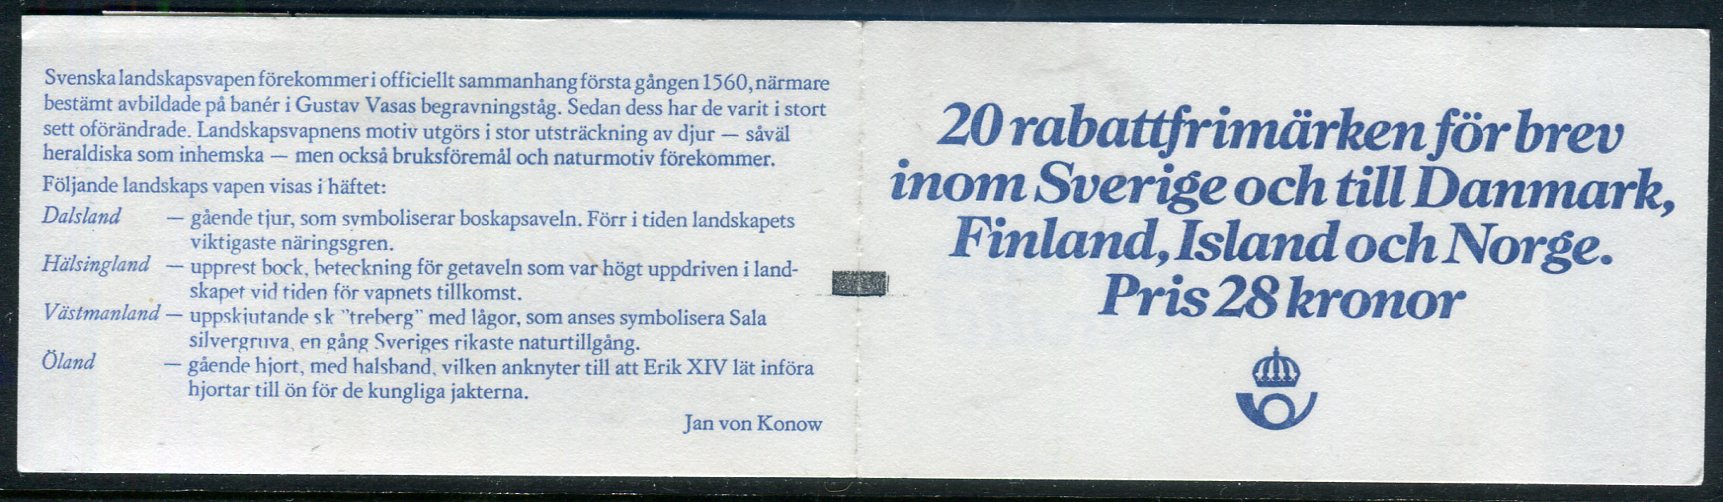 Svenska landskapsvapen förekommer i officiellt sammanhang första gången 1560, närmare
bestämt avbildade på banér i Gustav Vasas begravningståg. Sedan dess har de varit i stort
sett oförändrade. Landskapsvapnens motiv utgörs i stor utsträckning av djur — såväl
heraldiska som inhemska — men också bruksföremål och naturmotiv förekommer.
Följande landskaps vapen visas i häftet:
Dalsland — gående tjur, som symboliserar boskapsaveln. Förr i tiden landskapets
viktigaste näringsgren.
Hälsingland — upprest bock, beteckning för getaveln som var högt uppdriven i land-
skapet vid tiden för vapnets tillkomst.
Västmanland — uppskjutande sk "treberg" med lågor, som anses symbolisera Sala
silvergruva, en gång Sveriges rikaste naturtillgång.
Öland — gående hjort, med halsband, vilken anknyter till att Erik XIV lät införa
hjortar till ön för de kungliga jakterna.
Jan von Konow
20 rabattfrimärken för brev
inom Sverige och till Danmark,
Finland, Island och Norge.
Pris 28 kronor